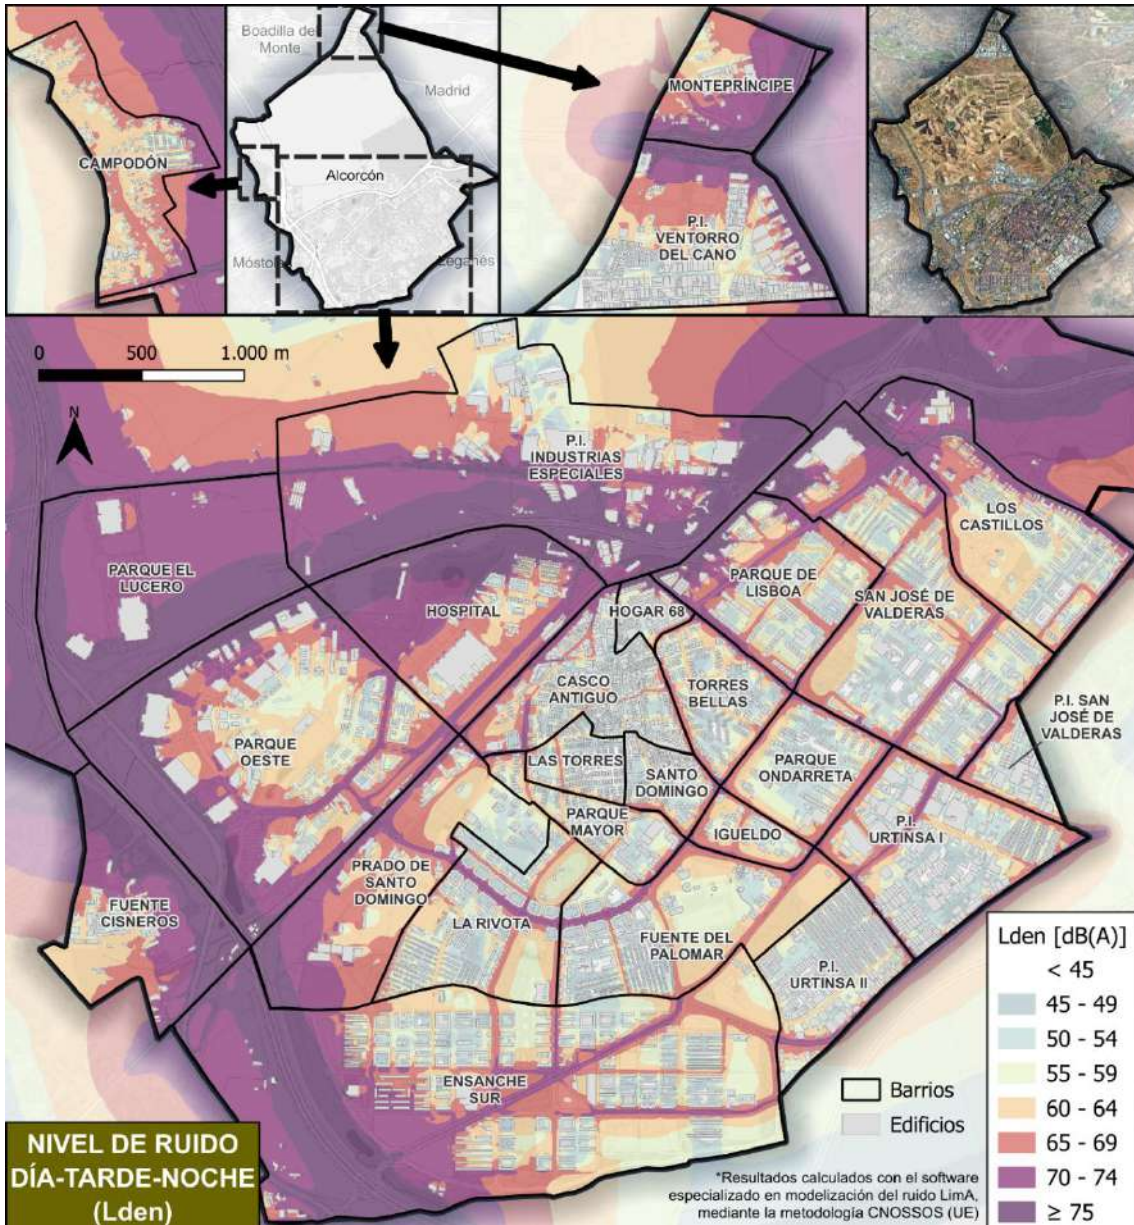 CAMPODÓN
Boadilla del
Monte
Madrid
Alcorcón
Móstoles
Leganés
MONTEPRÍNCIPE
P.I.
VENTORRO
DEL CANO
0 500 1.000 m
N
P.I.
INDUSTRIAS
ESPECIALES
LOS
CASTILLOS
PARQUE EL
LUCERO
HOSPITAL
HOGAR 68
PARQUE DE
LISBOA
SAN JOSÉ DE
VALDERAS
CASCO
ANTIGUO
TORRES
BELLAS
P.I. SAN
JOSÉ DE
VALDERAS
PARQUE
OESTE
LAS TORRES
SANTO
DOMINGO
PARQUE
ONDARRETA
PARQUE
MAYOR
IGUELDO
P.I.
URTINSA I
PRADO DE
SANTO
DOMINGO
FUENTE
CISNEROS
LA RIVOTA
FUENTE DEL
PALOMAR
P.I.
URTINSA II
ENSANCHE
SUR
Barrios
Edificios
Lden [dB(A)]
< 45
45 - 49
50 - 54
55 - 59
60 - 64
65 - 69
70 - 74
≥ 75
NIVEL DE RUIDO
DÍA-TARDE-NOCHE
(Lden)
*Resultados calculados con el software
especializado en modelización del ruido LimA,
mediante la metodología CNOSSOS (UE)